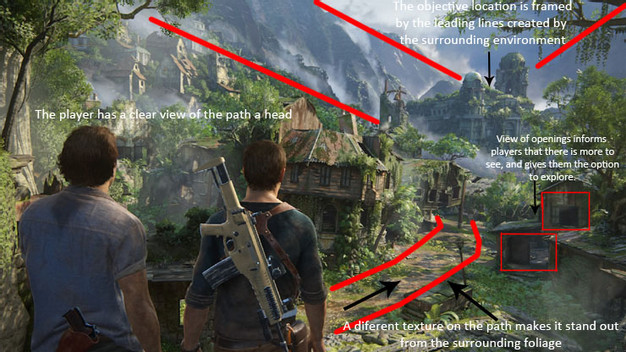 The objective location is framed
by the leading lines created by
the surrounding environment
The player has a clear view of the path a head
View of openings informs
players that there is more to
see, and gives them the option
to explore.
A diferent texture on the path makes it stand out
from the surrounding foliage